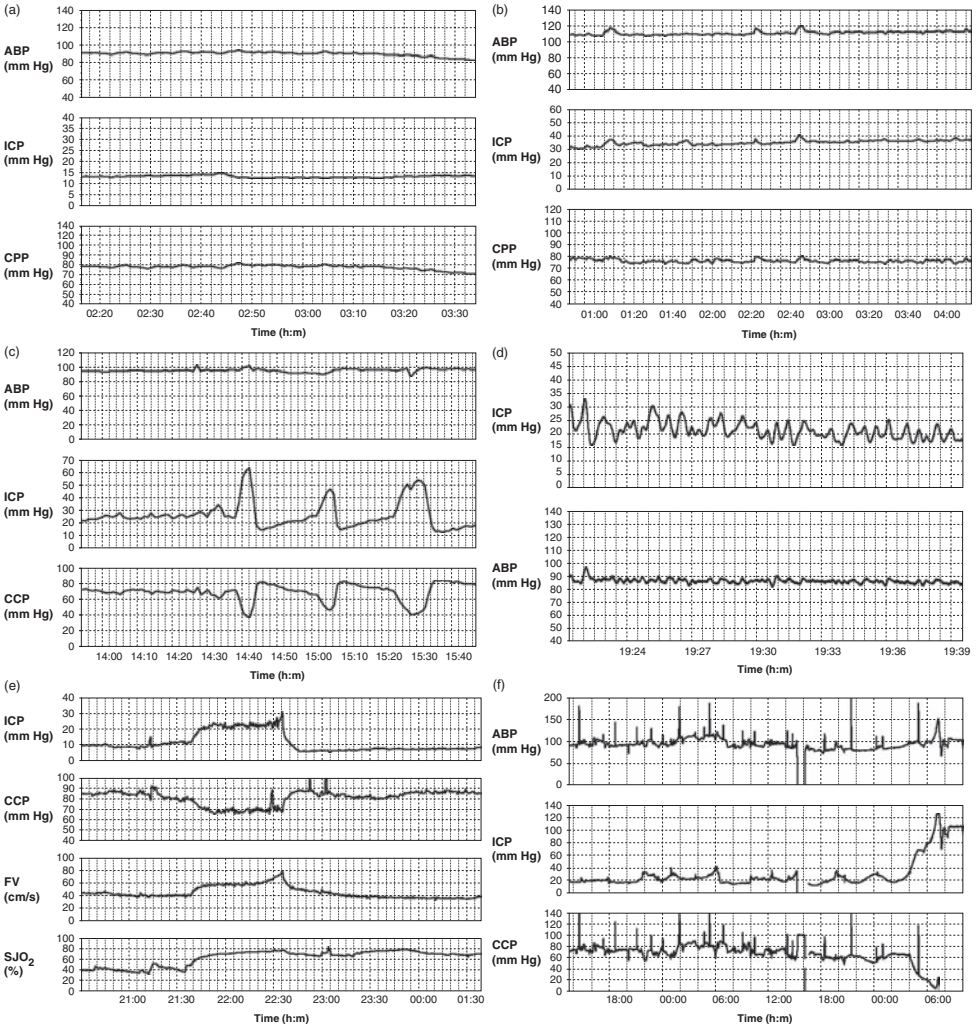 (a)
140
120
ABP 100
(mm Hg) 80
60
40
40
35
ICP 30
(mm Hg) 25
20
15
10
5
0
140
120
100
CPP 90
(mm Hg) 80
70
60
50
40
02:20 02:30 02:40 02:50 03:00 03:10 03:20 03:30
Time (h:m)
(b)
140
120
ABP 100
(mm Hg) 80
60
40
60
50
ICP 40
(mm Hg) 30
20
10
0
120
110
100
CPP 90
(mm Hg) 80
70
60
50
40
01:00 01:20 01:40 02:00 02:20 02:40 03:00 03:20 03:40 04:00
Time (h:m)
(c)
120
100
ABP 80
(mm Hg) 60
40
20
0
70
60
ICP 50
(mm Hg) 40
30
20
10
0
100
CCP 80
(mm Hg) 60
40
20
0
14:00 14:10 14:20 14:30 14:40 14:50 15:00 15:10 15:20 15:30 15:40
Time (h:m)
(d)
50
45
ICP 40
(mm Hg) 35
30
25
20
15
10
5
0
140
130
120
ABP 110
(mm Hg) 100
90
80
70
60
50
40
19:24 19:27 19:30 19:33 19:36 19:39
Time (h:m)
(e)
40
ICP 30
(mm Hg) 20
10
0
100
CCP 90
(mm Hg) 80
70
60
50
40
100
FV 80
(cm/s) 60
40
20
0
100
SJO2 80
(%) 60
40
20
0
21:00 21:30 22:00 22:30 23:00 23:30 00:00 01:30
Time (h:m)
(f)
200
ABP 150
(mm Hg) 100
50
0
140
120
ICP 100
(mm Hg) 80
60
40
20
0
140
120
CCP 100
(mm Hg) 80
60
40
20
0
18:00 00:00 06:00 12:00 18:00 00:00 06:00
Time (h:m)